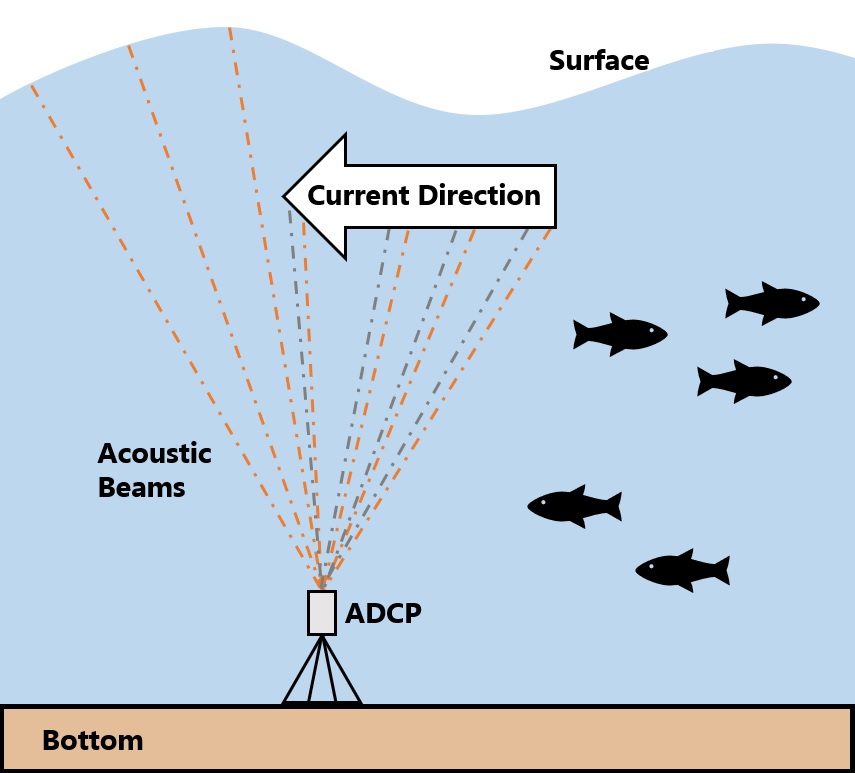 Surface
Current Direction
Acoustic
Beams
ADCP
Bottom